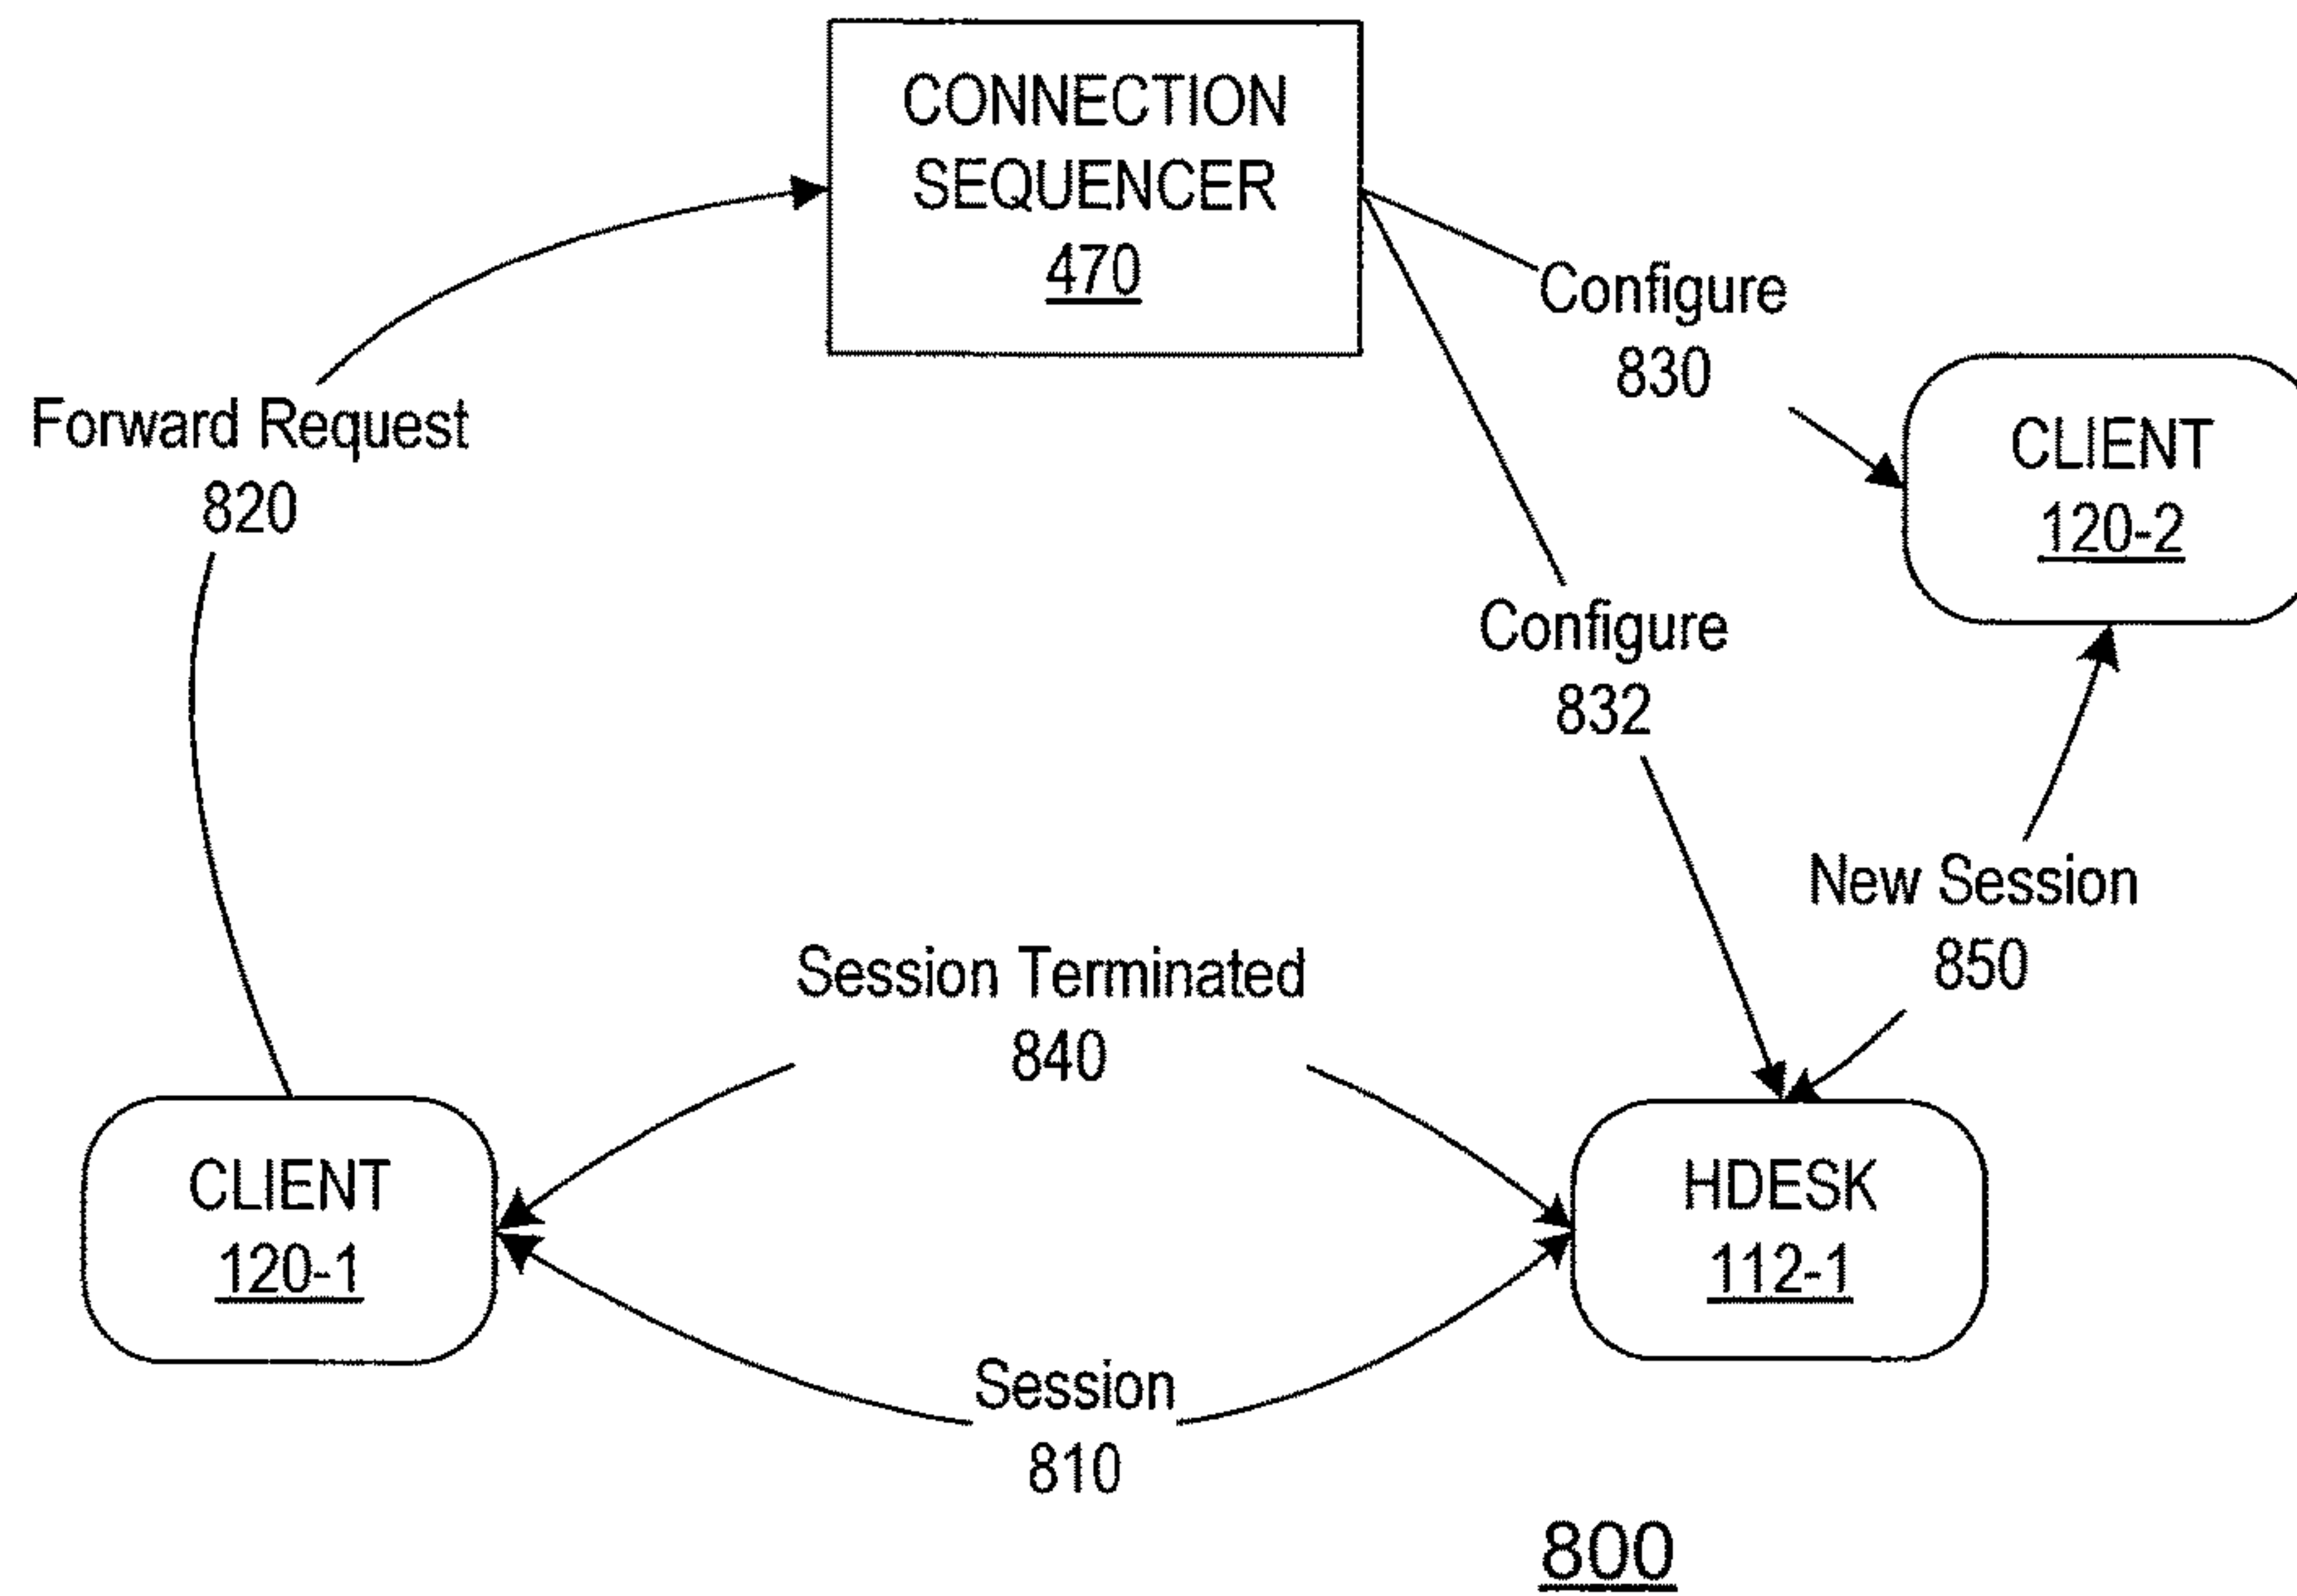 CONNECTION
SEQUENCER
470
Configure
830
Forward Request
820
CLIENT
120-2
Configure
832
New Session
850
Session Terminated
840
CLIENT
120-1
HDESK
112-1
Session
810
800